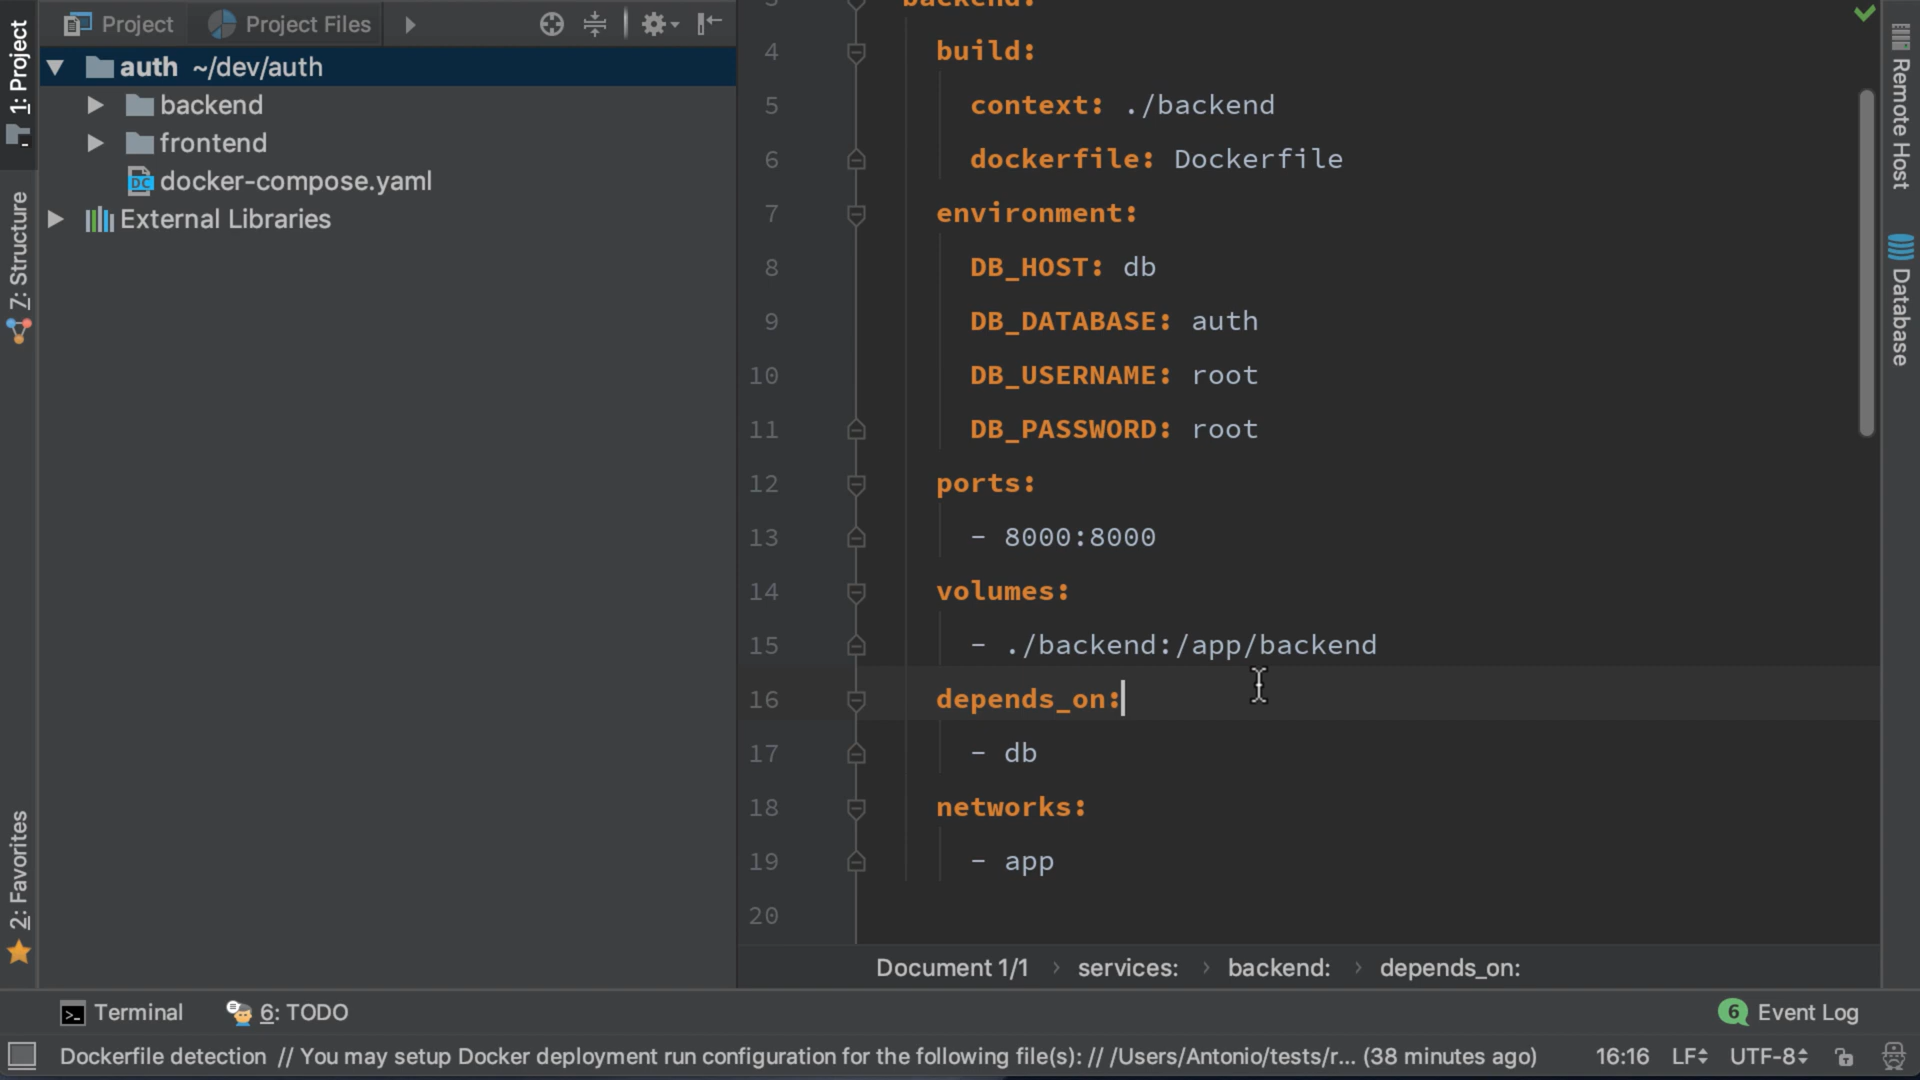 1: Project
Project
Project Files
auth ~/dev/auth
backend
frontend
DC docker-compose.yaml
External Libraries
Z: Structure
2: Favorites
3 backend:
4 build:
5 context: ./backend
6 dockerfile: Dockerfile
7 environment:
8 DB_HOST: db
9 DB_DATABASE: auth
10 DB_USERNAME: root
11 DB_PASSWORD: root
12 ports:
13 - 8000:8000
14 volumes:
15 - ./backend:/app/backend
16 depends_on:
17 - db
18 networks:
19 - app
20
Remote Host
Database
Document 1/1 › services: › backend: › depends_on:
Terminal
6: TODO
6 Event Log
Dockerfile detection // You may setup Docker deployment run configuration for the following file(s): // /Users/Antonio/tests/r... (38 minutes ago)
16:16 LF UTF-8